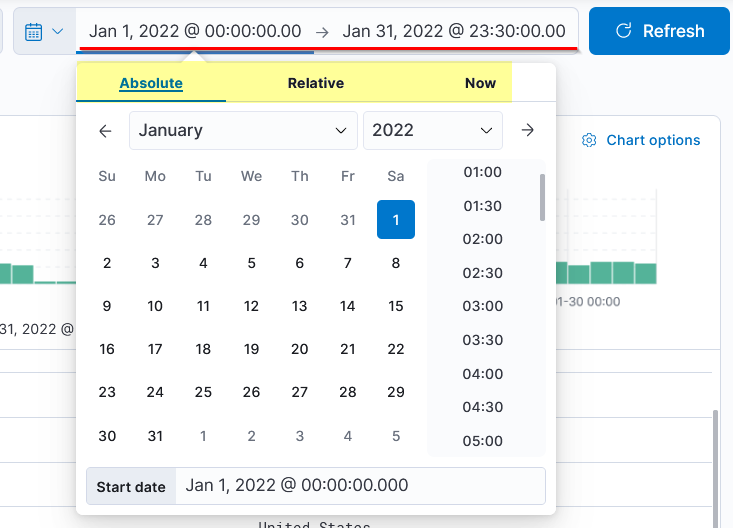 Jan 1, 2022 @ 00:00:00.00 → Jan 31, 2022 @ 23:30:00.00 Refresh
Absolute Relative Now
← January 2022 →
Chart options
Su Mo Tu We Th Fr Sa
01:00
26 27 28 29 30 31 1
01:30
02:00
2 3 4 5 6 7 8
02:30
9 10 11 12 13 14 15
03:00
1-30 00:00
31, 2022 @
03:30
16 17 18 19 20 21 22
04:00
23 24 25 26 27 28 29
04:30
30 31 1 2 3 4 5
05:00
Start date Jan 1, 2022 @ 00:00:00.000
United States